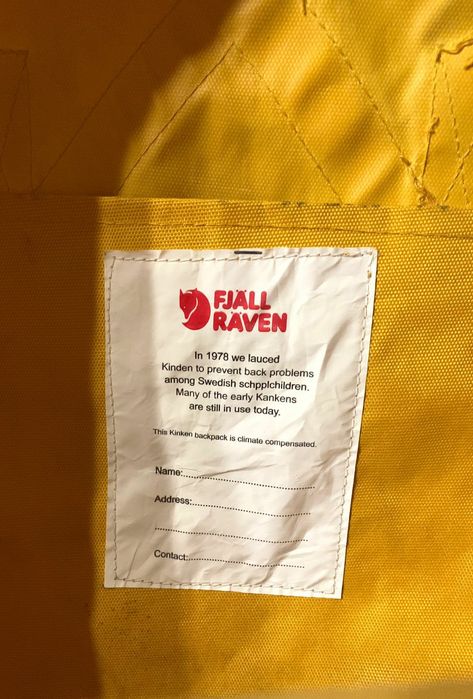 FJÄLL
RÄVEN
In 1978 we lauced
Kinden to prevent back problems
among Swedish schpplchildren.
Many of the early Kankens
are still in use today.
This Kinken backpack is climate compensated.
Name:
Address:
Contact: